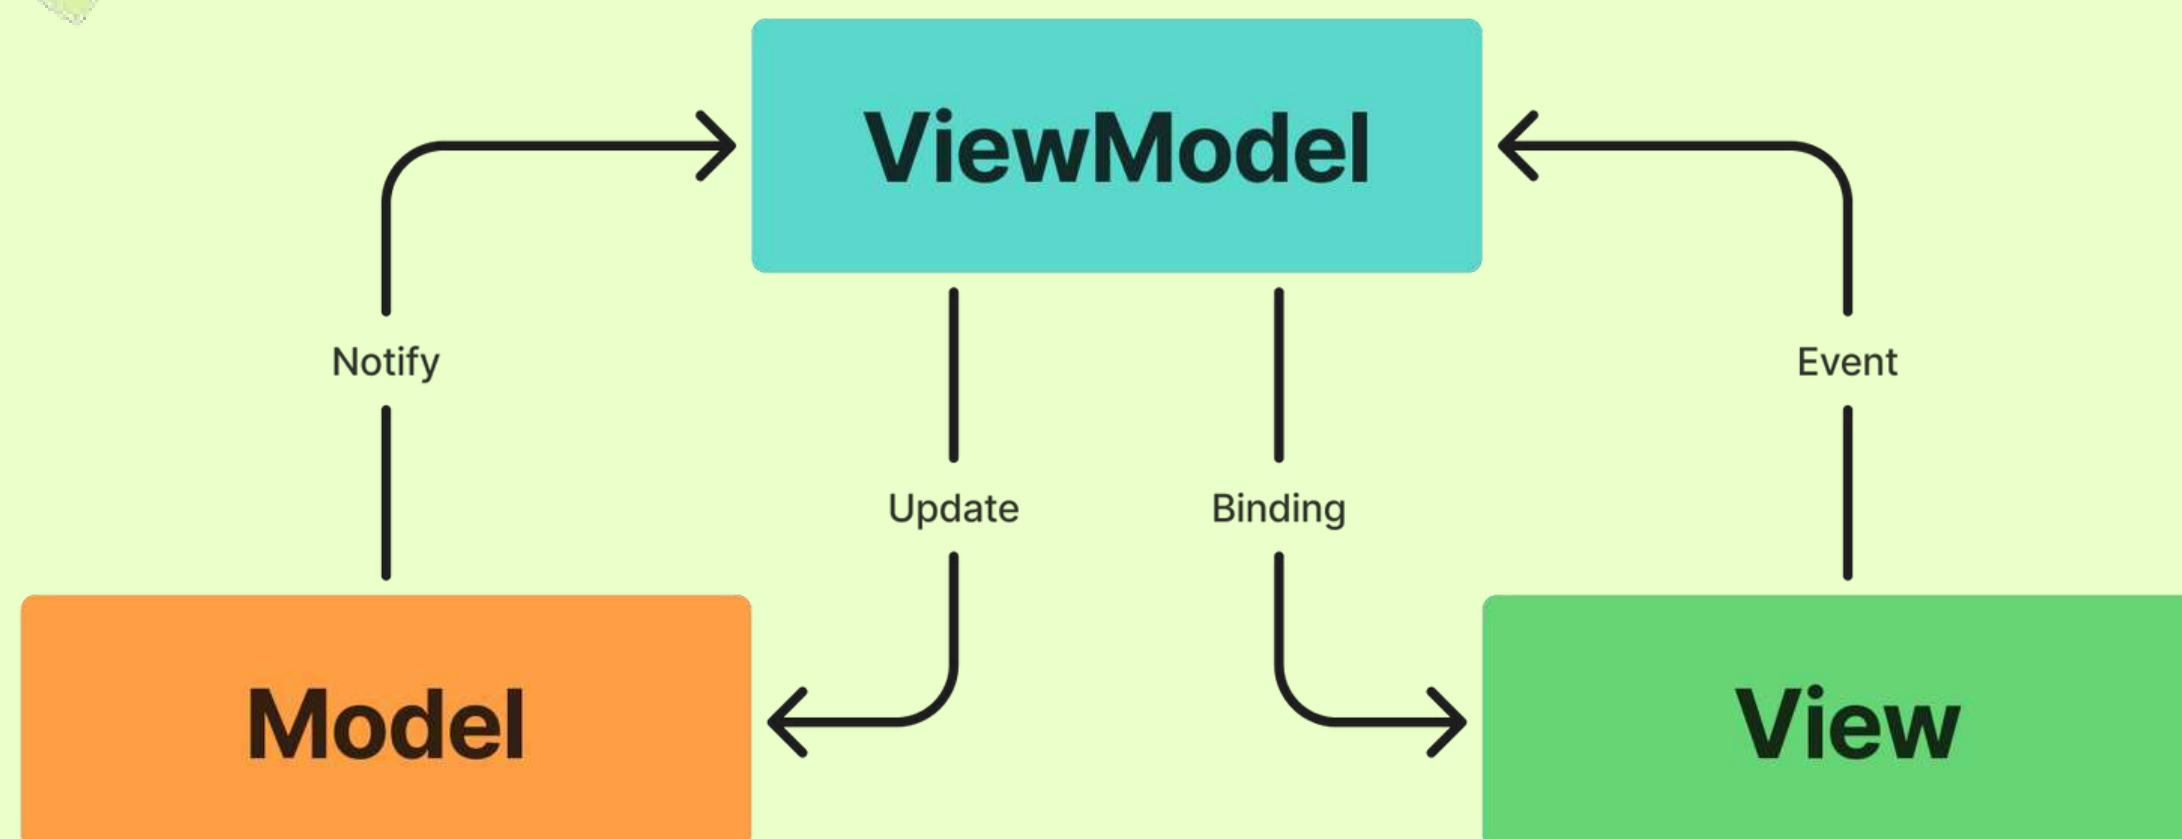 ViewModel
Notify
Event
Update
Binding
Model
View